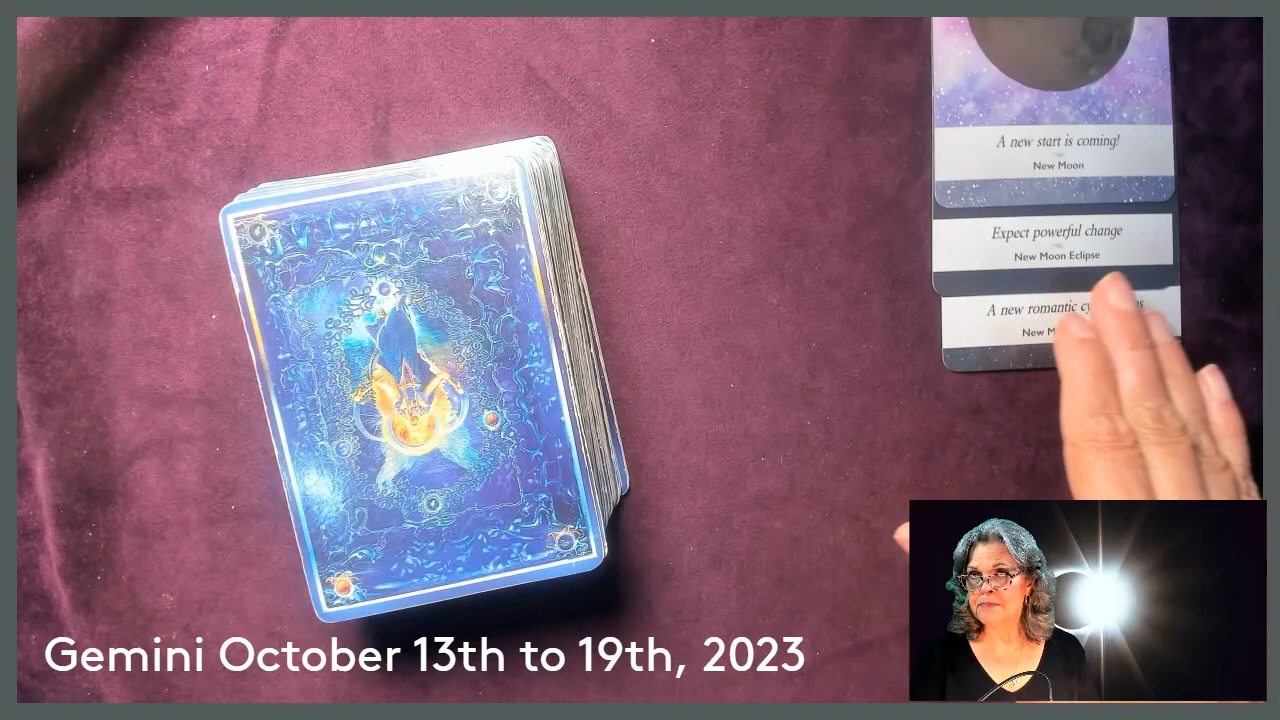 A new start is coming!
New Moon
Expect powerful change
New Moon Eclipse
A new romantic
New
Gemini October 13th to 19th, 2023